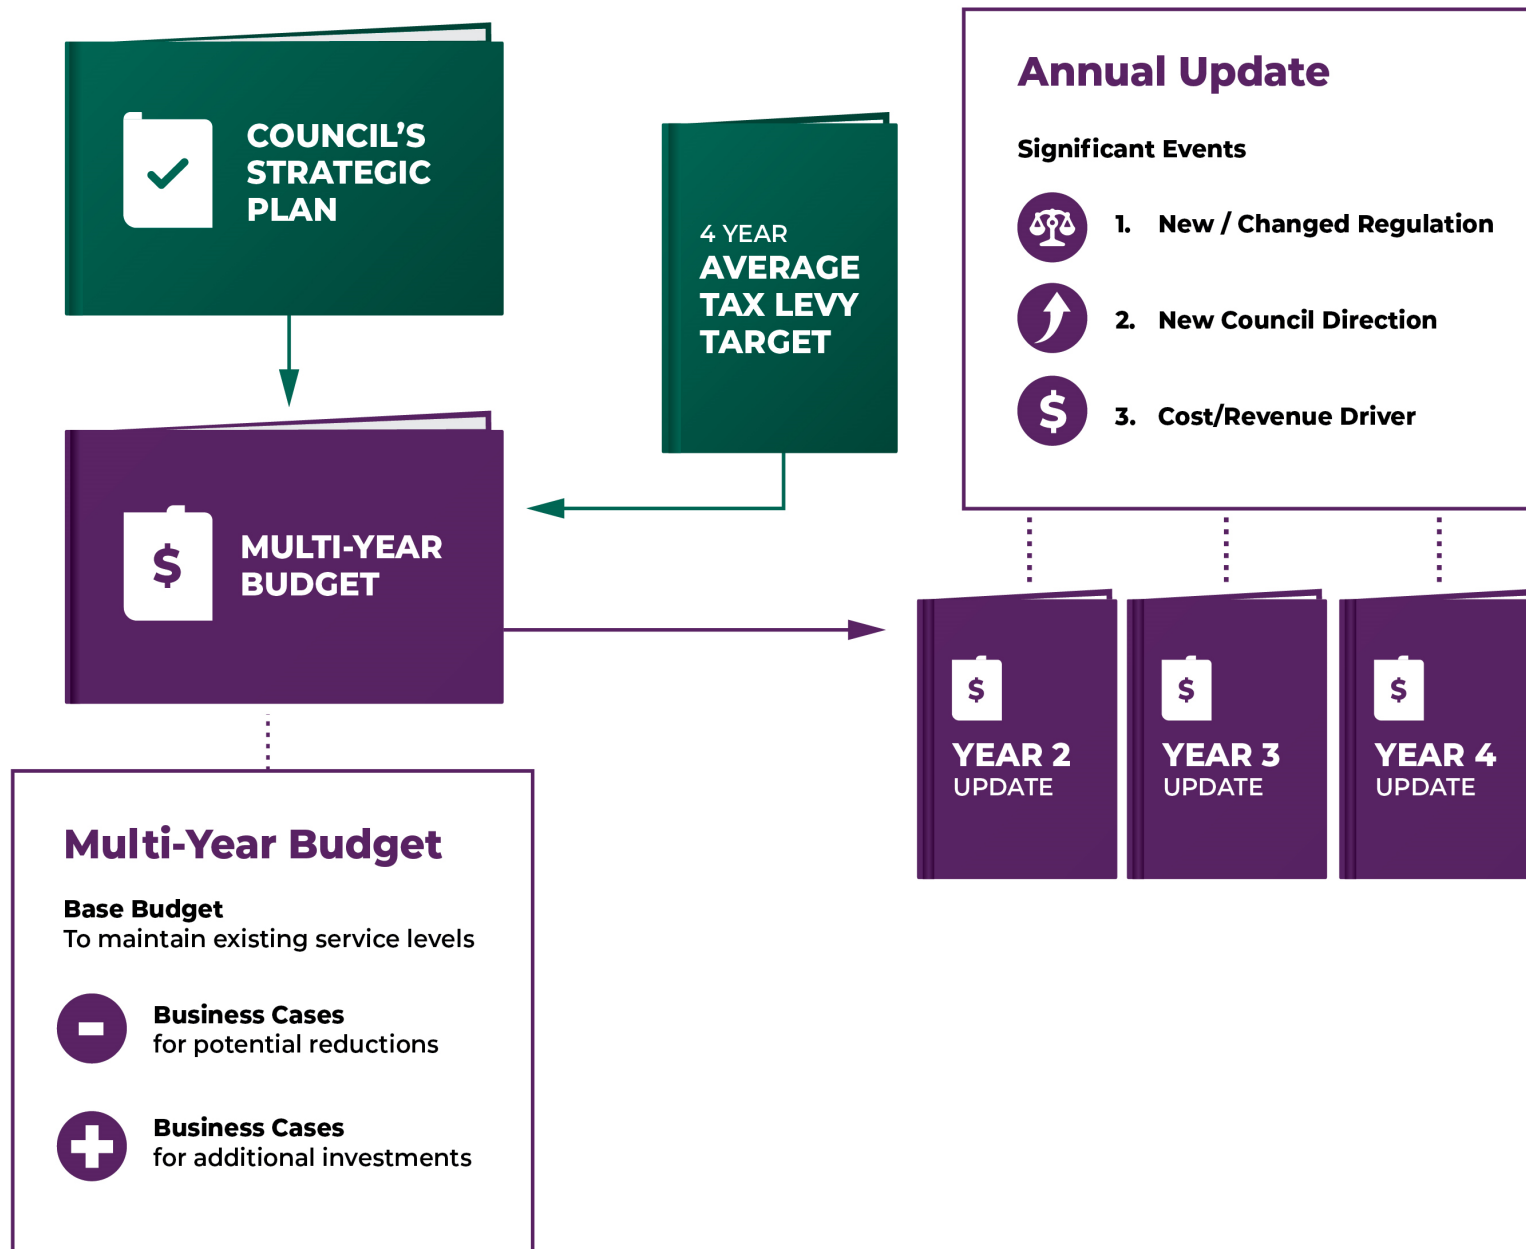 COUNCIL’S
STRATEGIC
PLAN
4 YEAR
AVERAGE
TAX LEVY
TARGET
Annual Update
Significant Events
1. New / Changed Regulation
2. New Council Direction
$
3. Cost/Revenue Driver
$
MULTI-YEAR
BUDGET
$
YEAR 2
UPDATE
$
YEAR 3
UPDATE
$
YEAR 4
UPDATE
Multi-Year Budget
Base Budget
To maintain existing service levels
Business Cases
for potential reductions
Business Cases
for additional investments